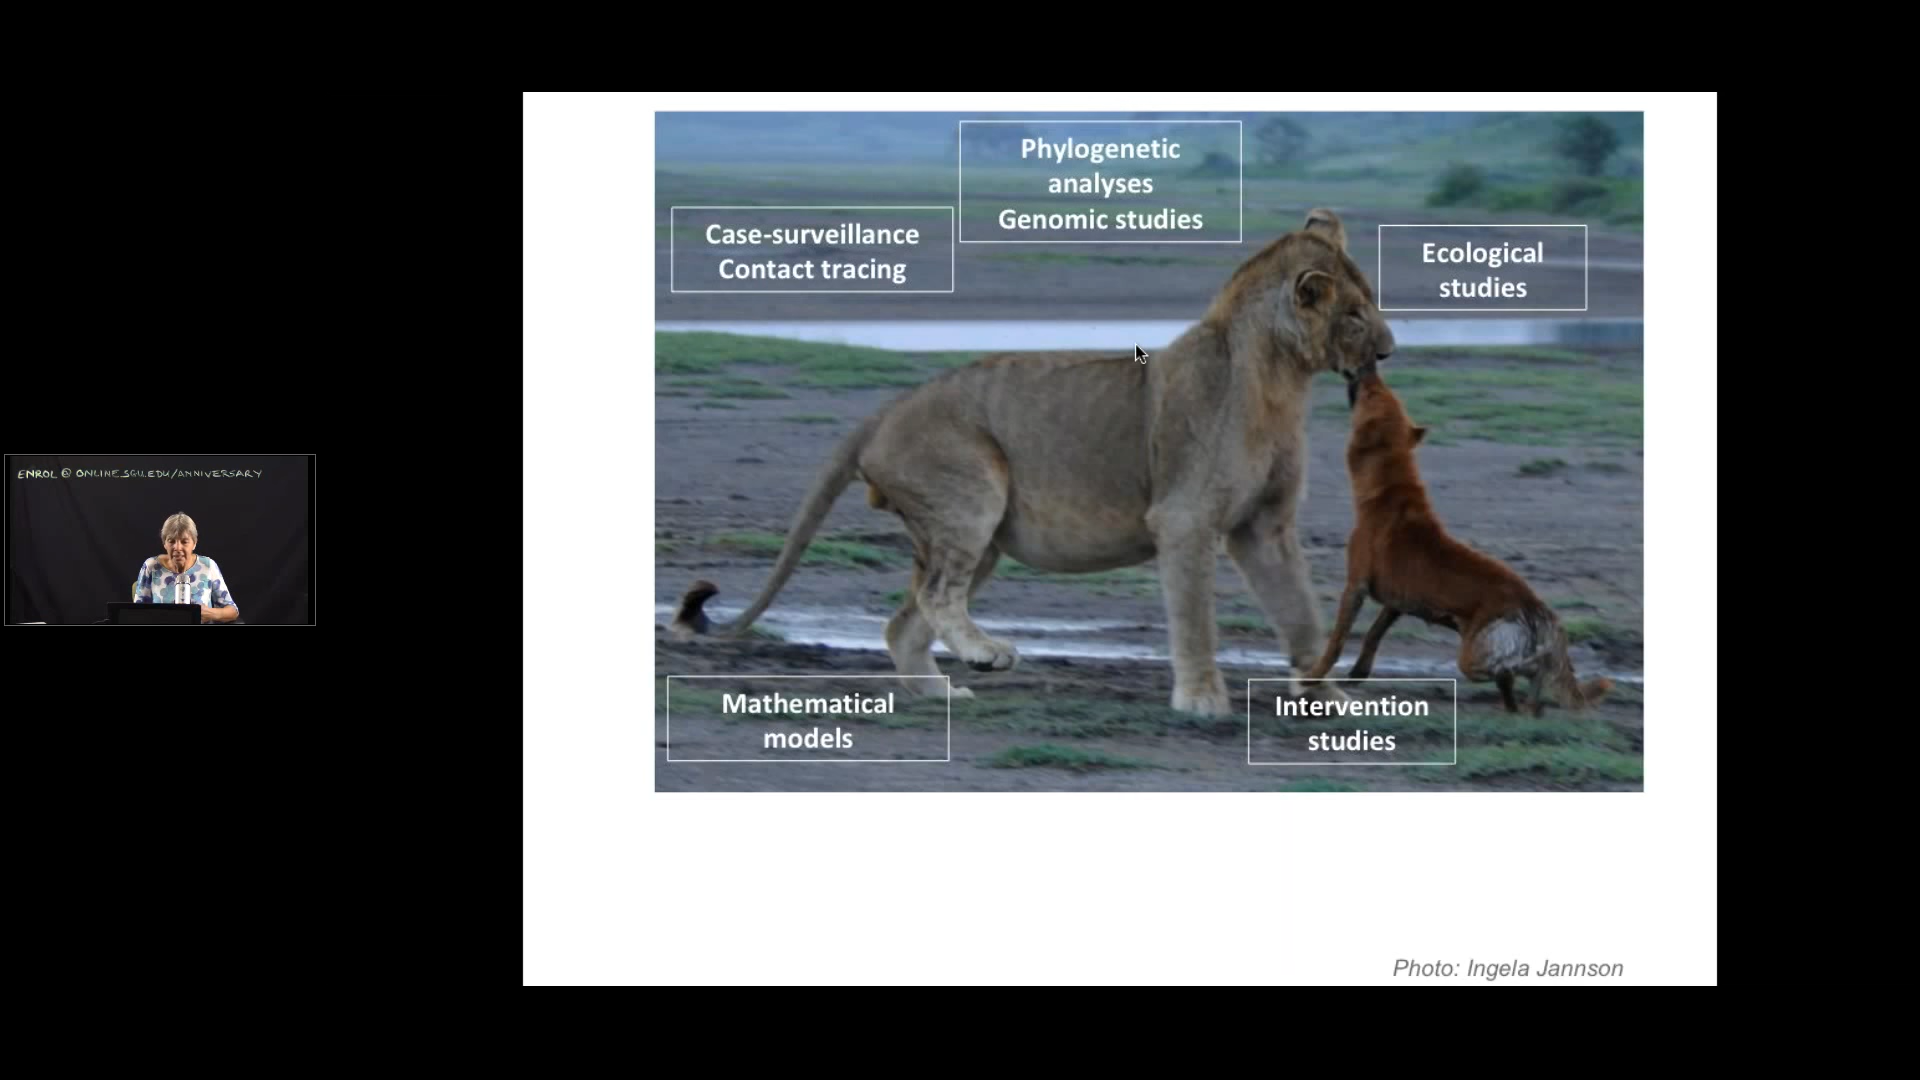 ENROL @ ONLINE.SGU.EDU/ANNIVERSARY
Phylogenetic
analyses
Genomic studies
Case-surveillance
Contact tracing
Ecological
studies
Mathematical
models
Intervention
studies
Photo: Ingela Jannson